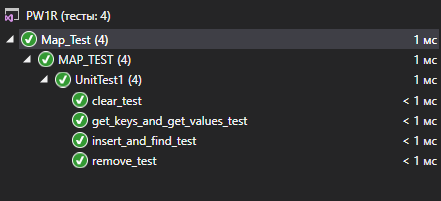 PW1R (тесты: 4)
Map_Test (4) 1 мс
MAP_TEST (4) 1 мс
UnitTest1 (4) 1 мс
clear_test < 1 мс
get_keys_and_get_values_test < 1 мс
insert_and_find_test < 1 мс
remove_test < 1 мс